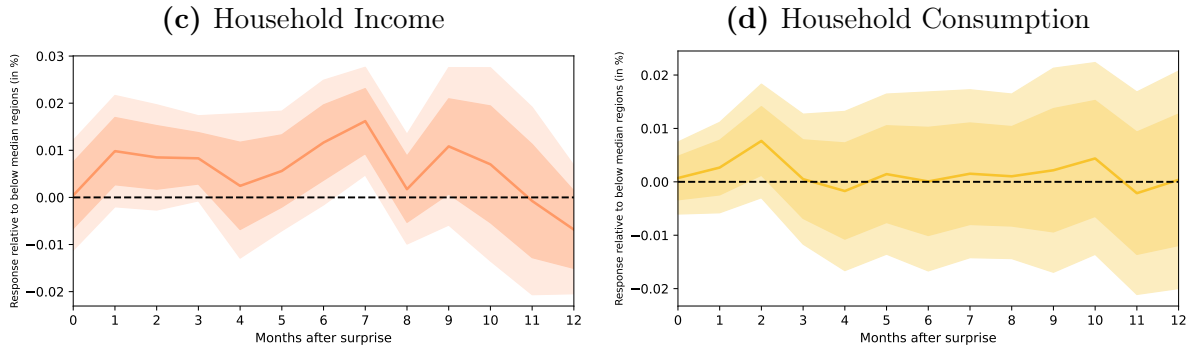 (c) Household Income
Response relative to below median regions (in %)
0.03
0.02
0.01
0.00
−0.01
−0.02
0 1 2 3 4 5 6 7 8 9 10 11 12
Months after surprise
(d) Household Consumption
Response relative to below median regions (in %)
0.02
0.01
0.00
−0.01
−0.02
0 1 2 3 4 5 6 7 8 9 10 11 12
Months after surprise